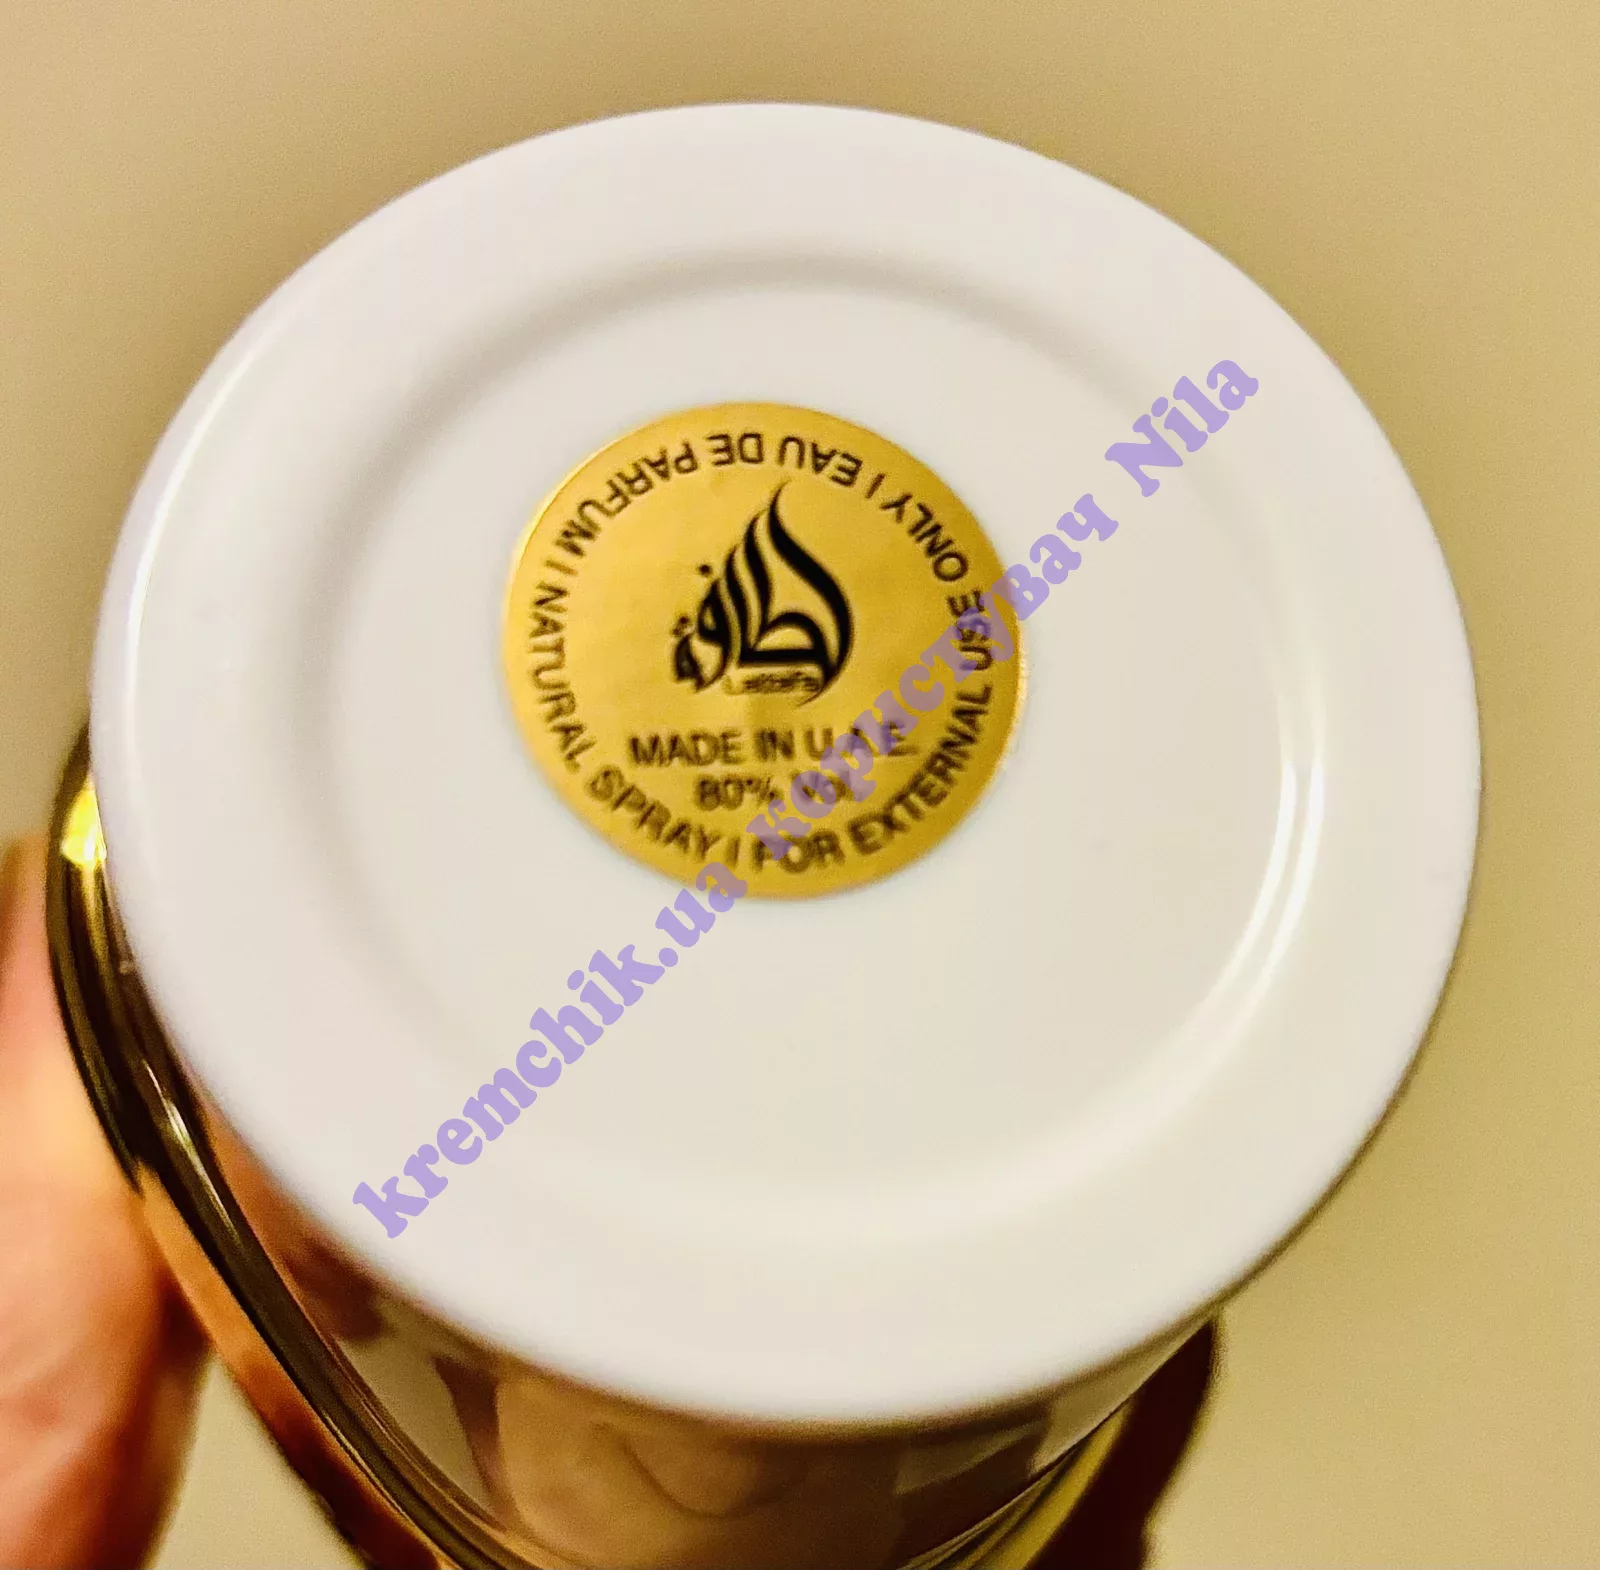 لطافة
Lattafa
MADE IN U.A.E
80% Vol
NATURAL SPRAY | FOR EXTERNAL USE ONLY | EAU DE PARFUM |
kremchik.ua користувач Nila